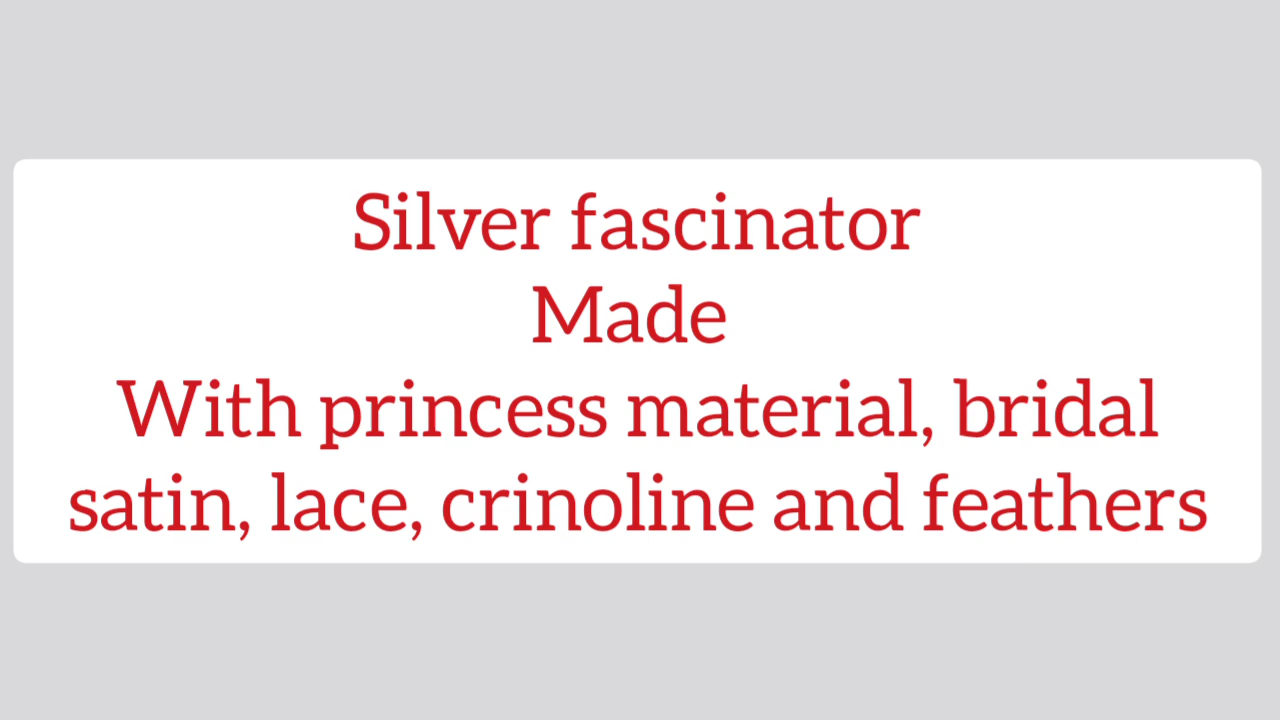 Silver fascinator
Made
With princess material, bridal
satin, lace, crinoline and feathers